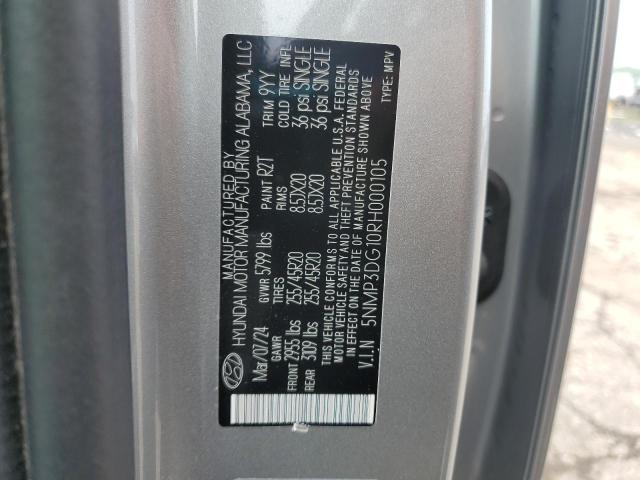 MANUFACTURED BY
HYUNDAI MOTOR MANUFACTURING ALABAMA, LLC
Mar/07/24 GVWR 5799 lbs PAINT R2T TRIM 9YY
GAWR TIRES RIMS COLD TIRE INFL
FRONT 2955 lbs 255/45R20 8.5JX20 36 psi SINGLE
REAR 3109 lbs 255/45R20 8.5JX20 36 psi SINGLE
THIS VEHICLE CONFORMS TO ALL APPLICABLE U.S.A. FEDERAL
MOTOR VEHICLE SAFETY AND THEFT PREVENTION STANDARDS
IN EFFECT ON THE DATE OF MANUFACTURE SHOWN ABOVE
V.I.N 5NMP3DG10RH000105 TYPE: MPV